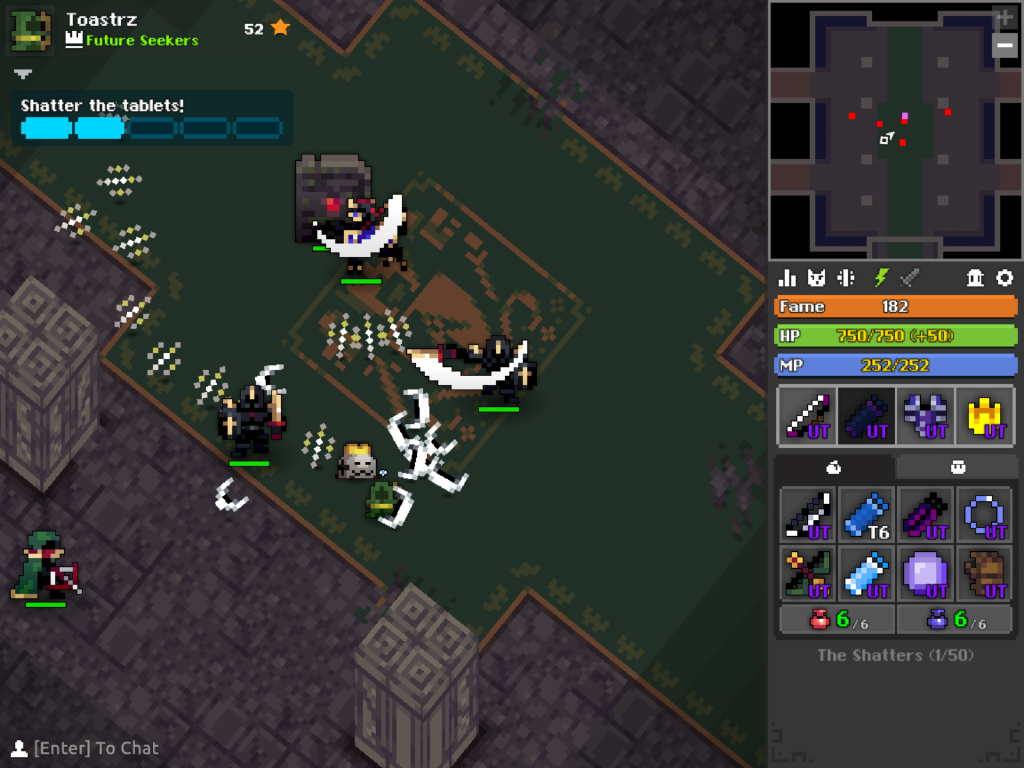 Toastrz
Future Seekers
52
Shatter the tablets!
Fame 182
HP 750/750 (+50)
MP 252/252
UT UT UT UT
UT T6 UT UT
UT UT UT UT
6/6 6/6
The Shatters (1/50)
[Enter] To Chat